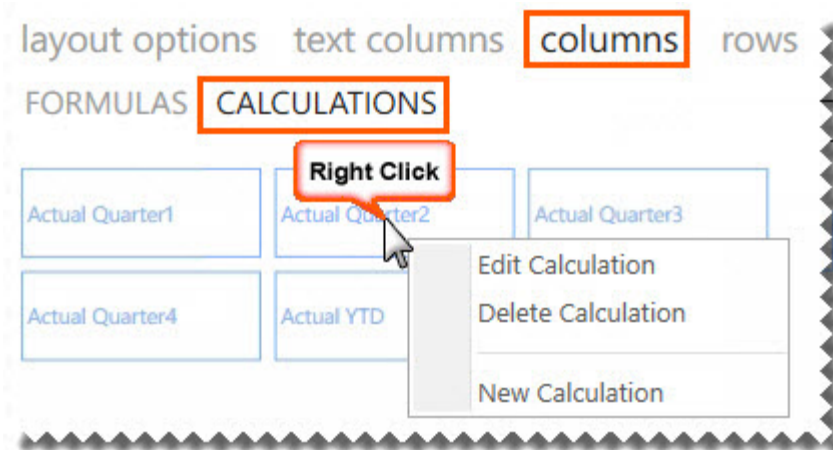 layout options text columns columns rows
FORMULAS CALCULATIONS
Right Click
Actual Quarter1 Actual Quarter2 Actual Quarter3
Edit Calculation
Actual Quarter4 Actual YTD
Delete Calculation
New Calculation